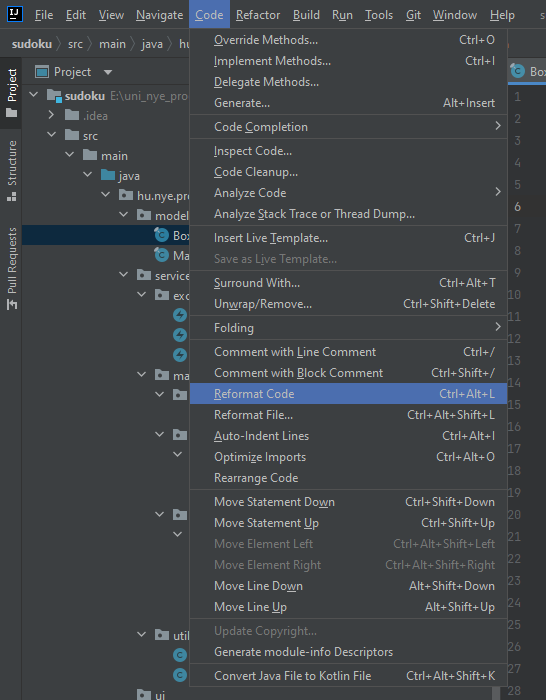 IJ File Edit View Navigate Code Refactor Build Run Tools Git Window Help s
sudoku src main java hu
Project
Project
Structure
Pull Requests
sudoku E:\uni_nye_pro
.idea
src
main
java
hu.nye.pro
model
Box
Ma
service
exc
ma
util
ui
Override Methods... Ctrl+O
Implement Methods... Ctrl+I
Delegate Methods...
Generate... Alt+Insert
Code Completion
Inspect Code...
Code Cleanup...
Analyze Code
Analyze Stack Trace or Thread Dump...
Insert Live Template... Ctrl+J
Save as Live Template...
Surround With... Ctrl+Alt+T
Unwrap/Remove... Ctrl+Shift+Delete
Folding
Comment with Line Comment Ctrl+/
Comment with Block Comment Ctrl+Shift+/
Reformat Code Ctrl+Alt+L
Reformat File... Ctrl+Alt+Shift+L
Auto-Indent Lines Ctrl+Alt+I
Optimize Imports Ctrl+Alt+O
Rearrange Code
Move Statement Down Ctrl+Shift+Down
Move Statement Up Ctrl+Shift+Up
Move Element Left Ctrl+Alt+Shift+Left
Move Element Right Ctrl+Alt+Shift+Right
Move Line Down Alt+Shift+Down
Move Line Up Alt+Shift+Up
Update Copyright...
Generate module-info Descriptors
Convert Java File to Kotlin File Ctrl+Alt+Shift+K
Box
1
2
3
4
5
6
7
8
9
10
11
12
13
14
15
16
17
18
19
20
21
22
23
24
25
26
27
28